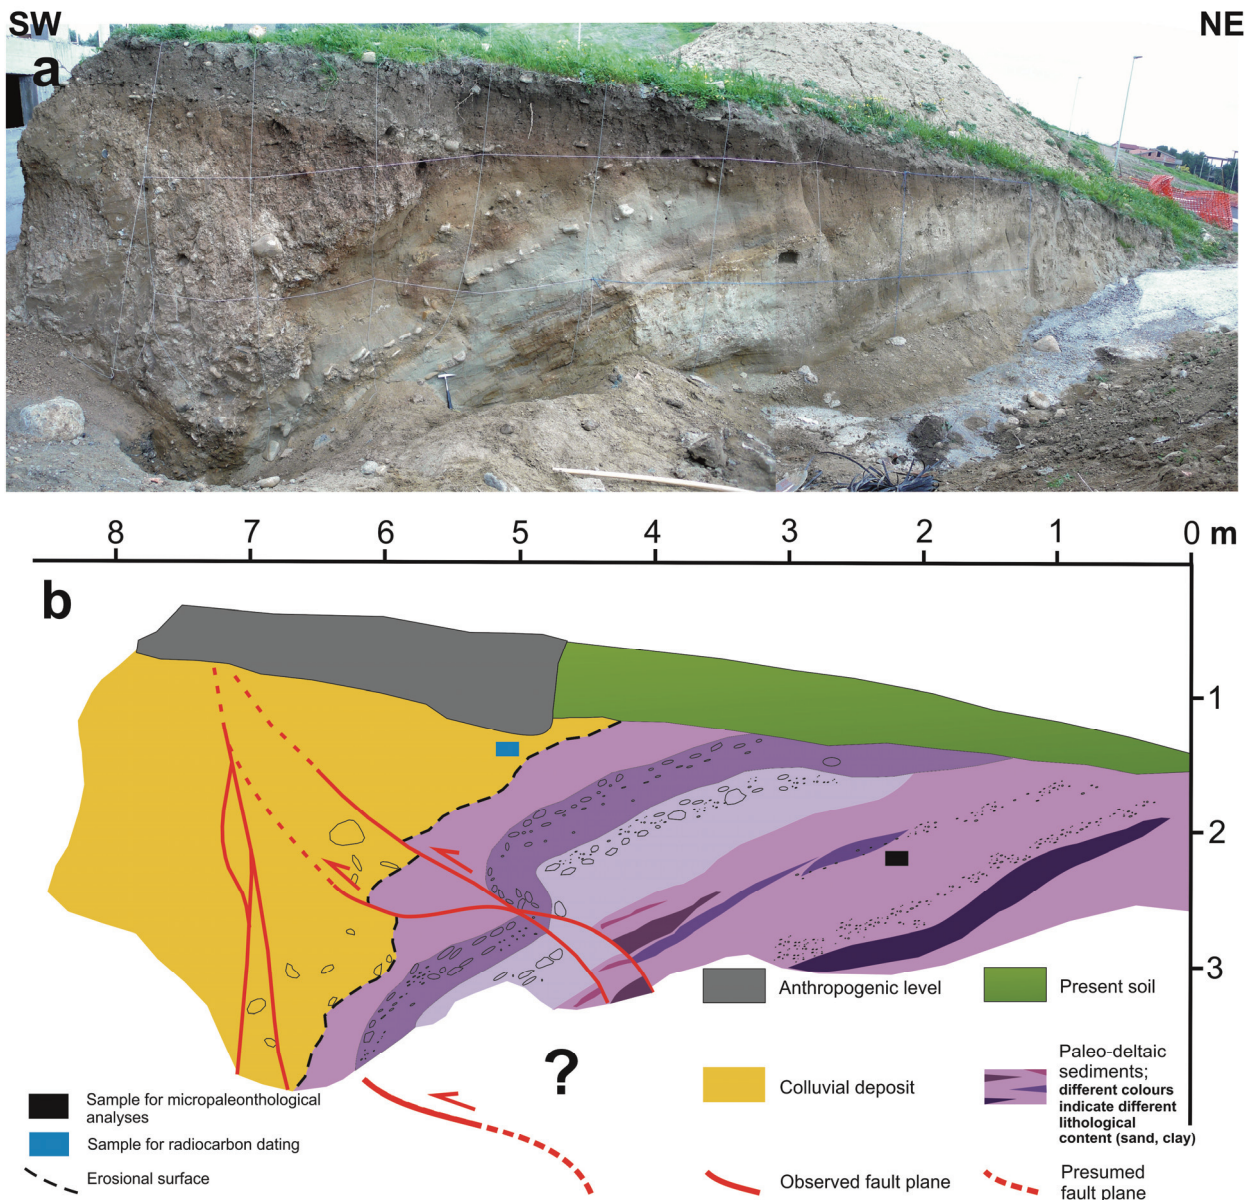 SW
NE
a
8 7 6 5 4 3 2 1 0 m
b
1
2
3
?
Anthropogenic level
Present soil
Colluvial deposit
Paleo-deltaic
sediments;
different colours
indicate different
lithological
content (sand, clay)
Sample for micropaleonthological
analyses
Sample for radiocarbon dating
Erosional surface
Observed fault plane
Presumed
fault plane